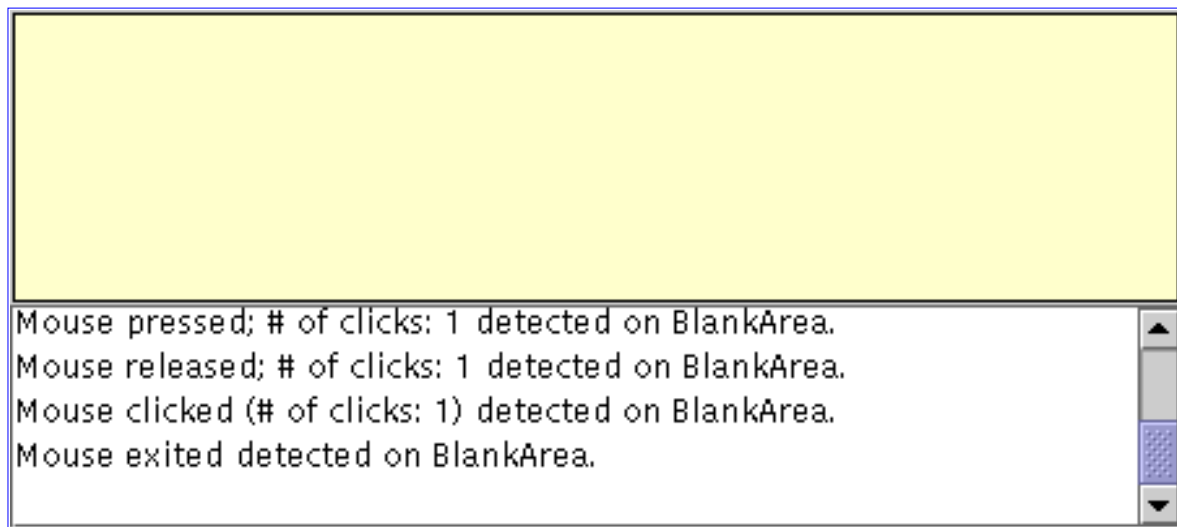 Mouse pressed; # of clicks: 1 detected on BlankArea.
Mouse released; # of clicks: 1 detected on BlankArea.
Mouse clicked (# of clicks: 1) detected on BlankArea.
Mouse exited detected on BlankArea.